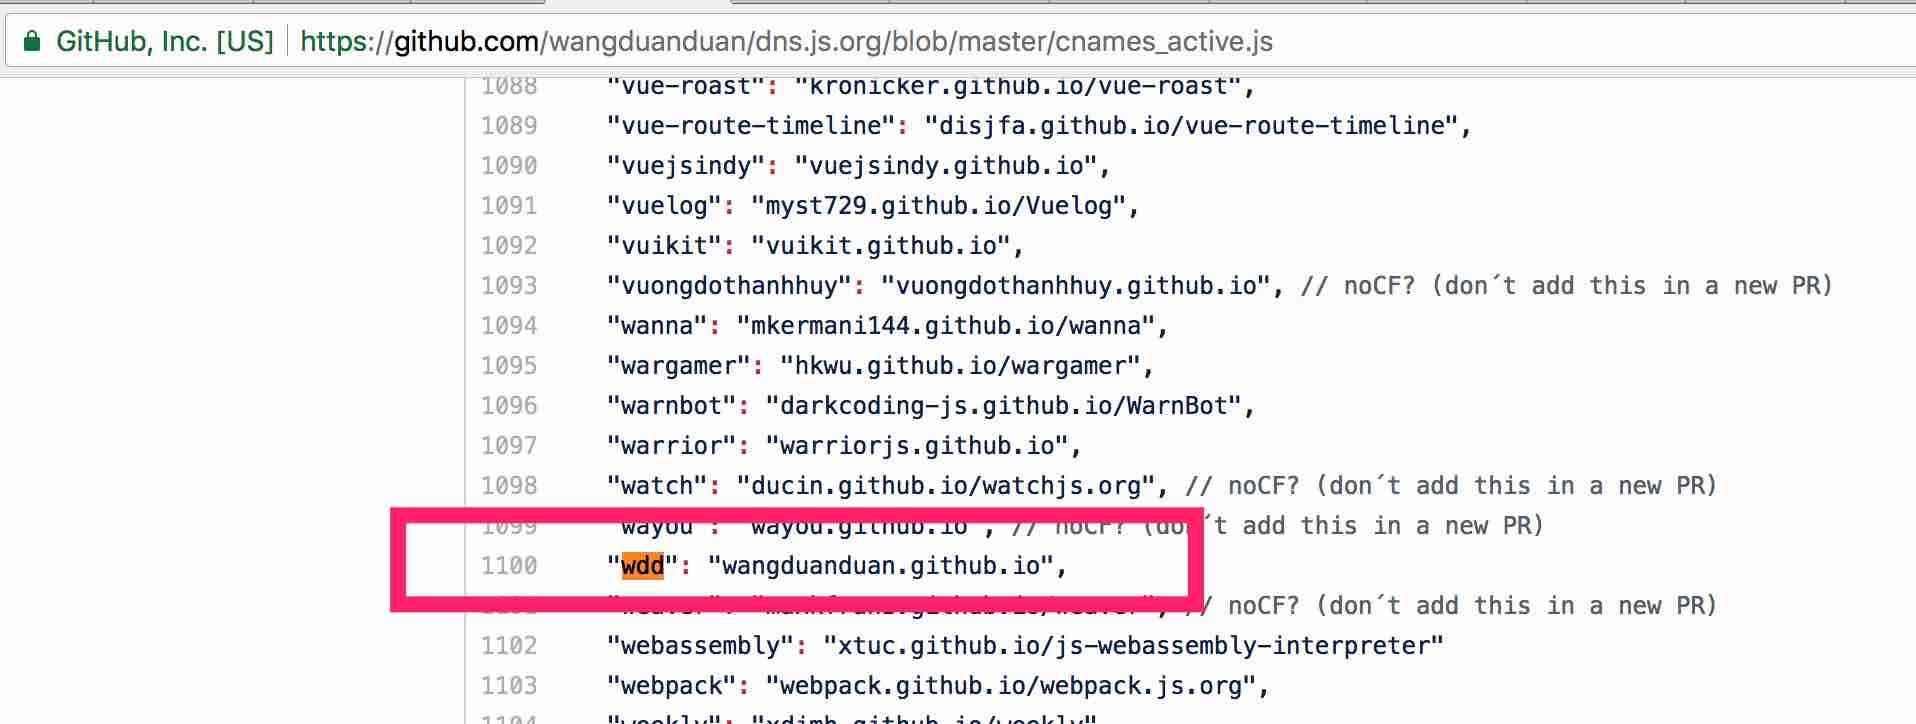 GitHub, Inc. [US] https://github.com/wangduanduan/dns.js.org/blob/master/cnames_active.js
1088 "vue-roast": "kronicker.github.io/vue-roast",
1089 "vue-route-timeline": "disjfa.github.io/vue-route-timeline",
1090 "vuejsindy": "vuejsindy.github.io",
1091 "vuelog": "myst729.github.io/Vuelog",
1092 "vuikit": "vuikit.github.io",
1093 "vuongdothanhhuy": "vuongdothanhhuy.github.io", // noCF? (don´t add this in a new PR)
1094 "wanna": "mkermani144.github.io/wanna",
1095 "wargamer": "hkwu.github.io/wargamer",
1096 "warnbot": "darkcoding-js.github.io/WarnBot",
1097 "warrior": "warriorjs.github.io",
1098 "watch": "ducin.github.io/watchjs.org", // noCF? (don´t add this in a new PR)
1099 "wayou": "wayou.github.io", // noCF? (don´t add this in a new PR)
1100 "wdd": "wangduanduan.github.io",
// noCF? (don´t add this in a new PR)
1102 "webassembly": "xtuc.github.io/js-webassembly-interpreter"
1103 "webpack": "webpack.github.io/webpack.js.org",
1104 "weekly":